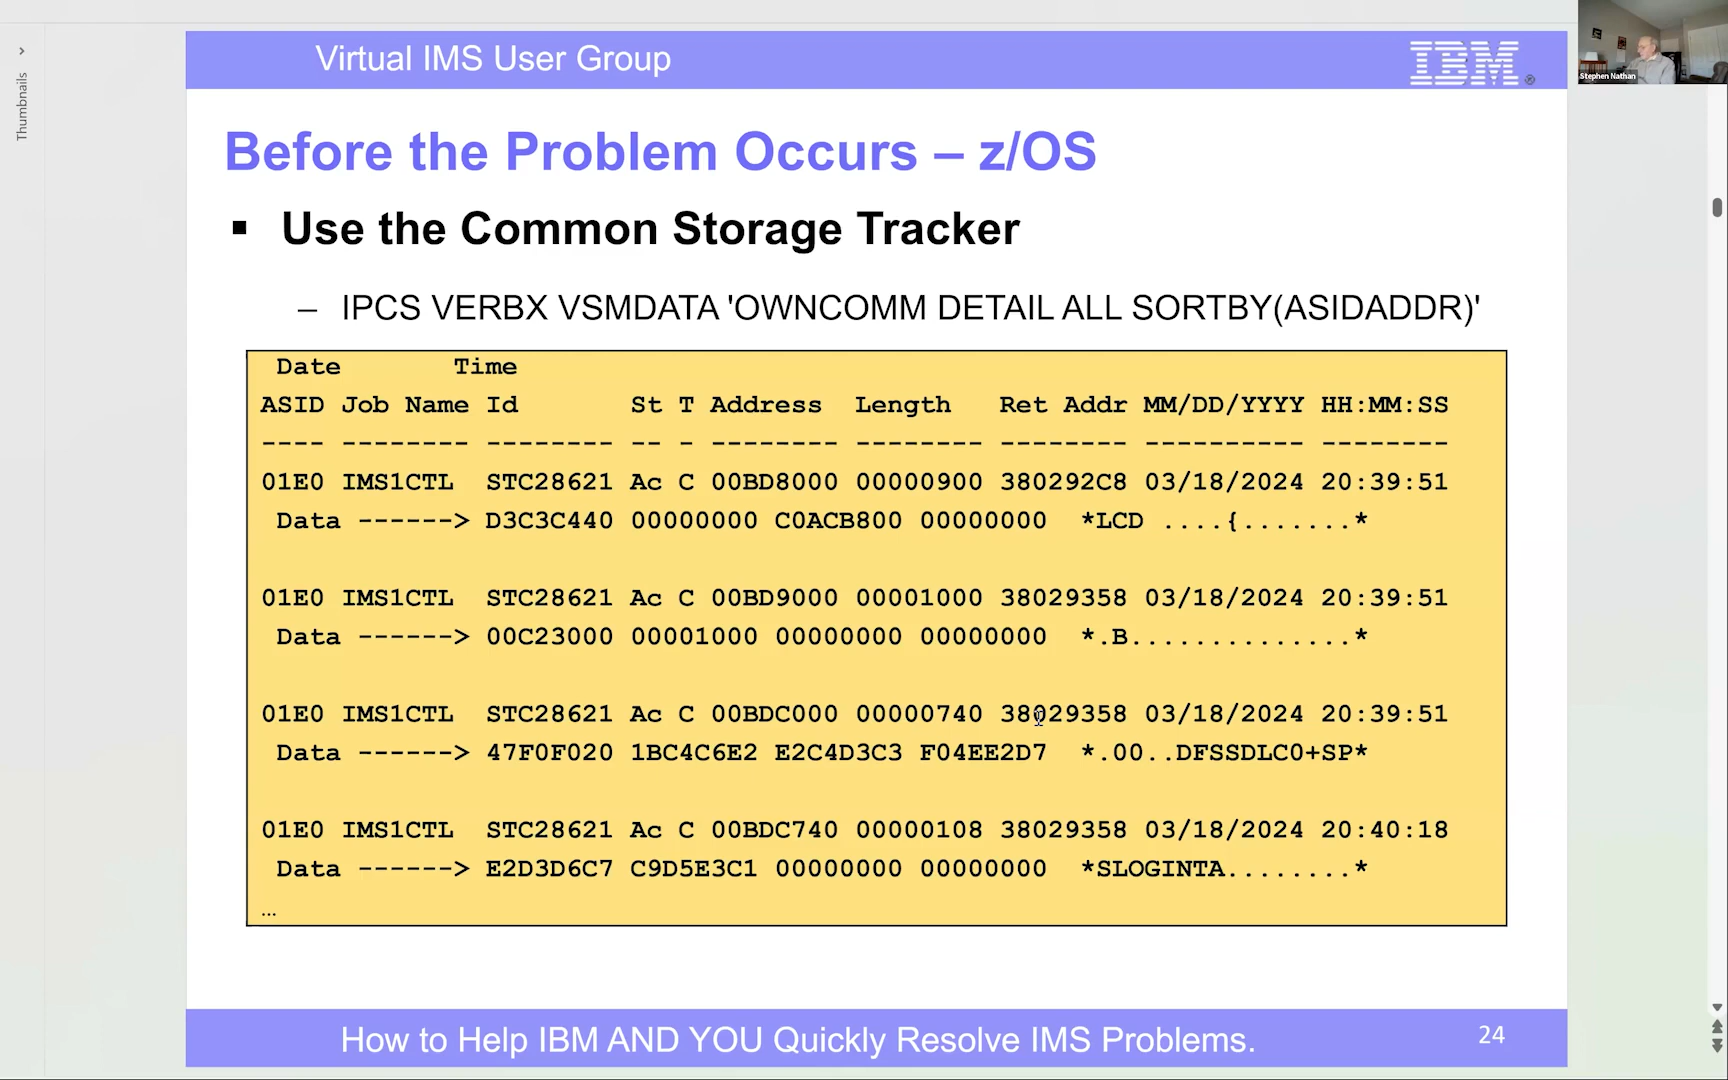 Thumbnails
Virtual IMS User Group
IBM ®
Stephen Nathan
Before the Problem Occurs – z/OS
▪ Use the Common Storage Tracker
– IPCS VERBX VSMDATA 'OWNCOMM DETAIL ALL SORTBY(ASIDADDR)'
Date Time
ASID Job Name Id St T Address Length Ret Addr MM/DD/YYYY HH:MM:SS
---- -------- -------- -- - -------- -------- -------- ---------- --------
01E0 IMS1CTL STC28621 Ac C 00BD8000 00000900 380292C8 03/18/2024 20:39:51
Data ------> D3C3C440 00000000 C0ACB800 00000000 *LCD ....{.......*
01E0 IMS1CTL STC28621 Ac C 00BD9000 00001000 38029358 03/18/2024 20:39:51
Data ------> 00C23000 00001000 00000000 00000000 *.B..............*
01E0 IMS1CTL STC28621 Ac C 00BDC000 00000740 38029358 03/18/2024 20:39:51
Data ------> 47F0F020 1BC4C6E2 E2C4D3C3 F04EE2D7 *.00..DFSSDLC0+SP*
01E0 IMS1CTL STC28621 Ac C 00BDC740 00000108 38029358 03/18/2024 20:40:18
Data ------> E2D3D6C7 C9D5E3C1 00000000 00000000 *SLOGINTA........*
...
How to Help IBM AND YOU Quickly Resolve IMS Problems.
24